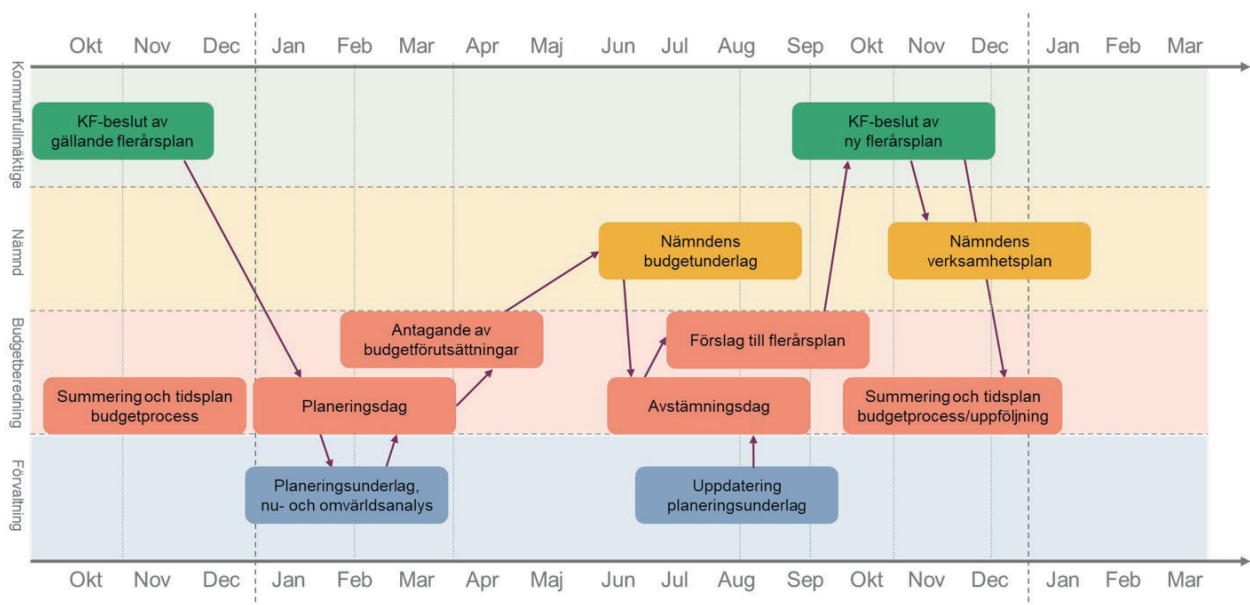 Okt Nov Dec Jan Feb Mar Apr Maj Jun Jul Aug Sep Okt Nov Dec Jan Feb Mar
Kommunfullmäktige
KF-beslut av
gällande flerårsplan
KF-beslut av
ny flerårsplan
Nämnd
Nämndens
budgetunderlag
Nämndens
verksamhetsplan
Budgetberedning
Antagande av
budgetförutsättningar
Förslag till flerårsplan
Summering och tidsplan
budgetprocess
Planeringsdag
Avstämningsdag
Summering och tidsplan
budgetprocess/uppföljning
Förvaltning
Planeringsunderlag,
nu- och omvärldsanalys
Uppdatering
planeringsunderlag
Okt Nov Dec Jan Feb Mar Apr Maj Jun Jul Aug Sep Okt Nov Dec Jan Feb Mar